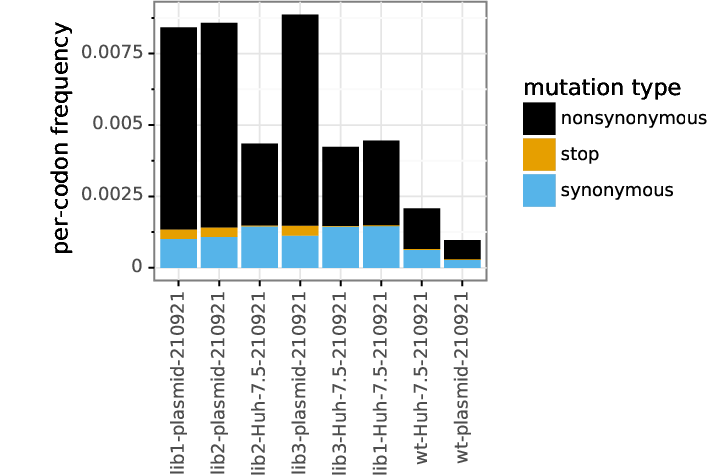 per-codon frequency
0.0075
0.005
0.0025
0
lib1-plasmid-210921
lib2-plasmid-210921
lib2-Huh-7.5-210921
lib3-plasmid-210921
lib3-Huh-7.5-210921
lib1-Huh-7.5-210921
wt-Huh-7.5-210921
wt-plasmid-210921
mutation type
nonsynonymous
stop
synonymous